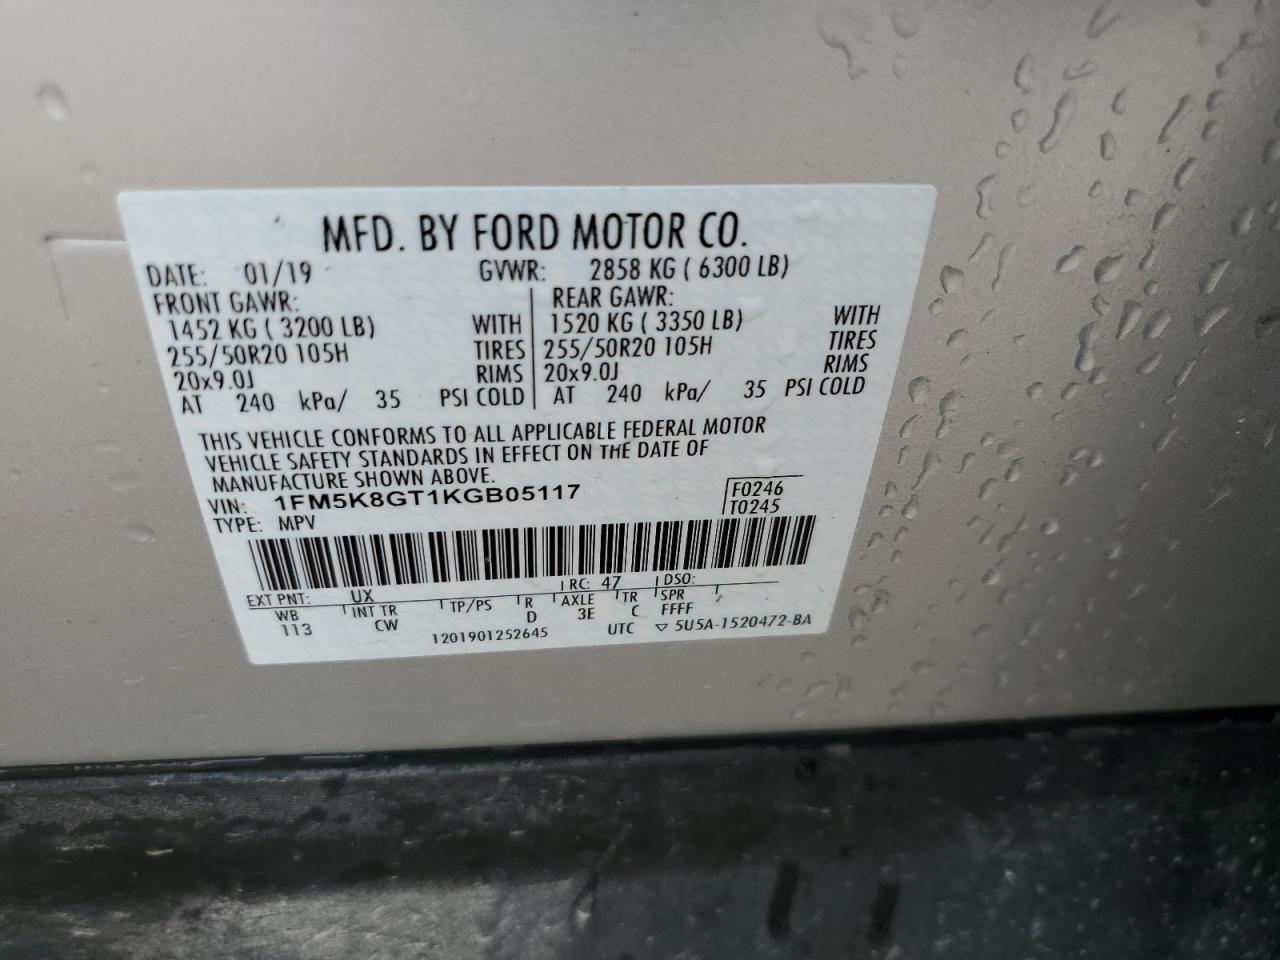 MFD. BY FORD MOTOR CO.
DATE: 01/19 GVWR: 2858 KG ( 6300 LB)
FRONT GAWR: REAR GAWR:
1452 KG ( 3200 LB) WITH 1520 KG ( 3350 LB) WITH
255/50R20 105H TIRES 255/50R20 105H TIRES
20x9.0J RIMS 20x9.0J RIMS
AT 240 kPa/ 35 PSI COLD AT 240 kPa/ 35 PSI COLD
THIS VEHICLE CONFORMS TO ALL APPLICABLE FEDERAL MOTOR
VEHICLE SAFETY STANDARDS IN EFFECT ON THE DATE OF
MANUFACTURE SHOWN ABOVE.
VIN: 1FM5K8GT1KGB05117 F0246
TYPE: MPV T0245
EXT PNT: UX RC: 47 DSO:
WB INT TR TP/PS R AXLE TR SPR
113 CW D 3E C FFFF
1201901252645 UTC ▽ 5U5A-1520472-BA